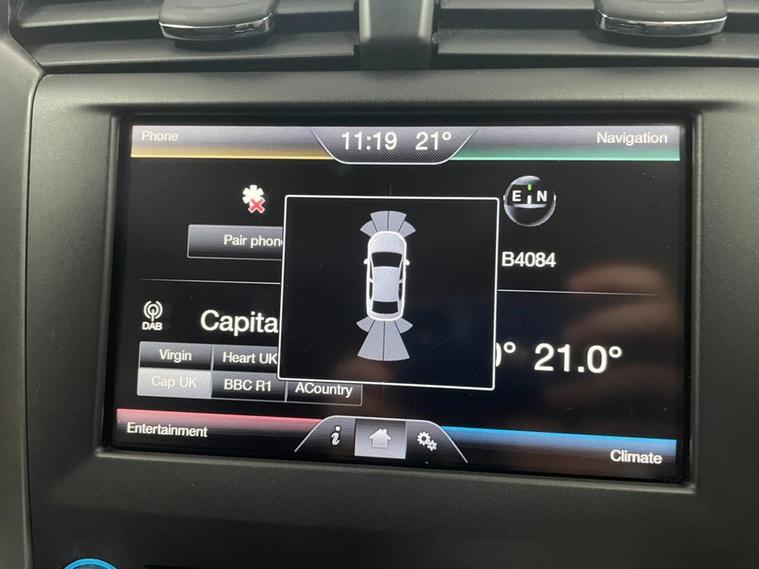 Phone
11:19 21°
Navigation
E N
Pair phon
B4084
DAB
Capita
° 21.0°
Virgin
Heart UK
Cap UK
BBC R1
ACountry
Entertainment
i
Climate